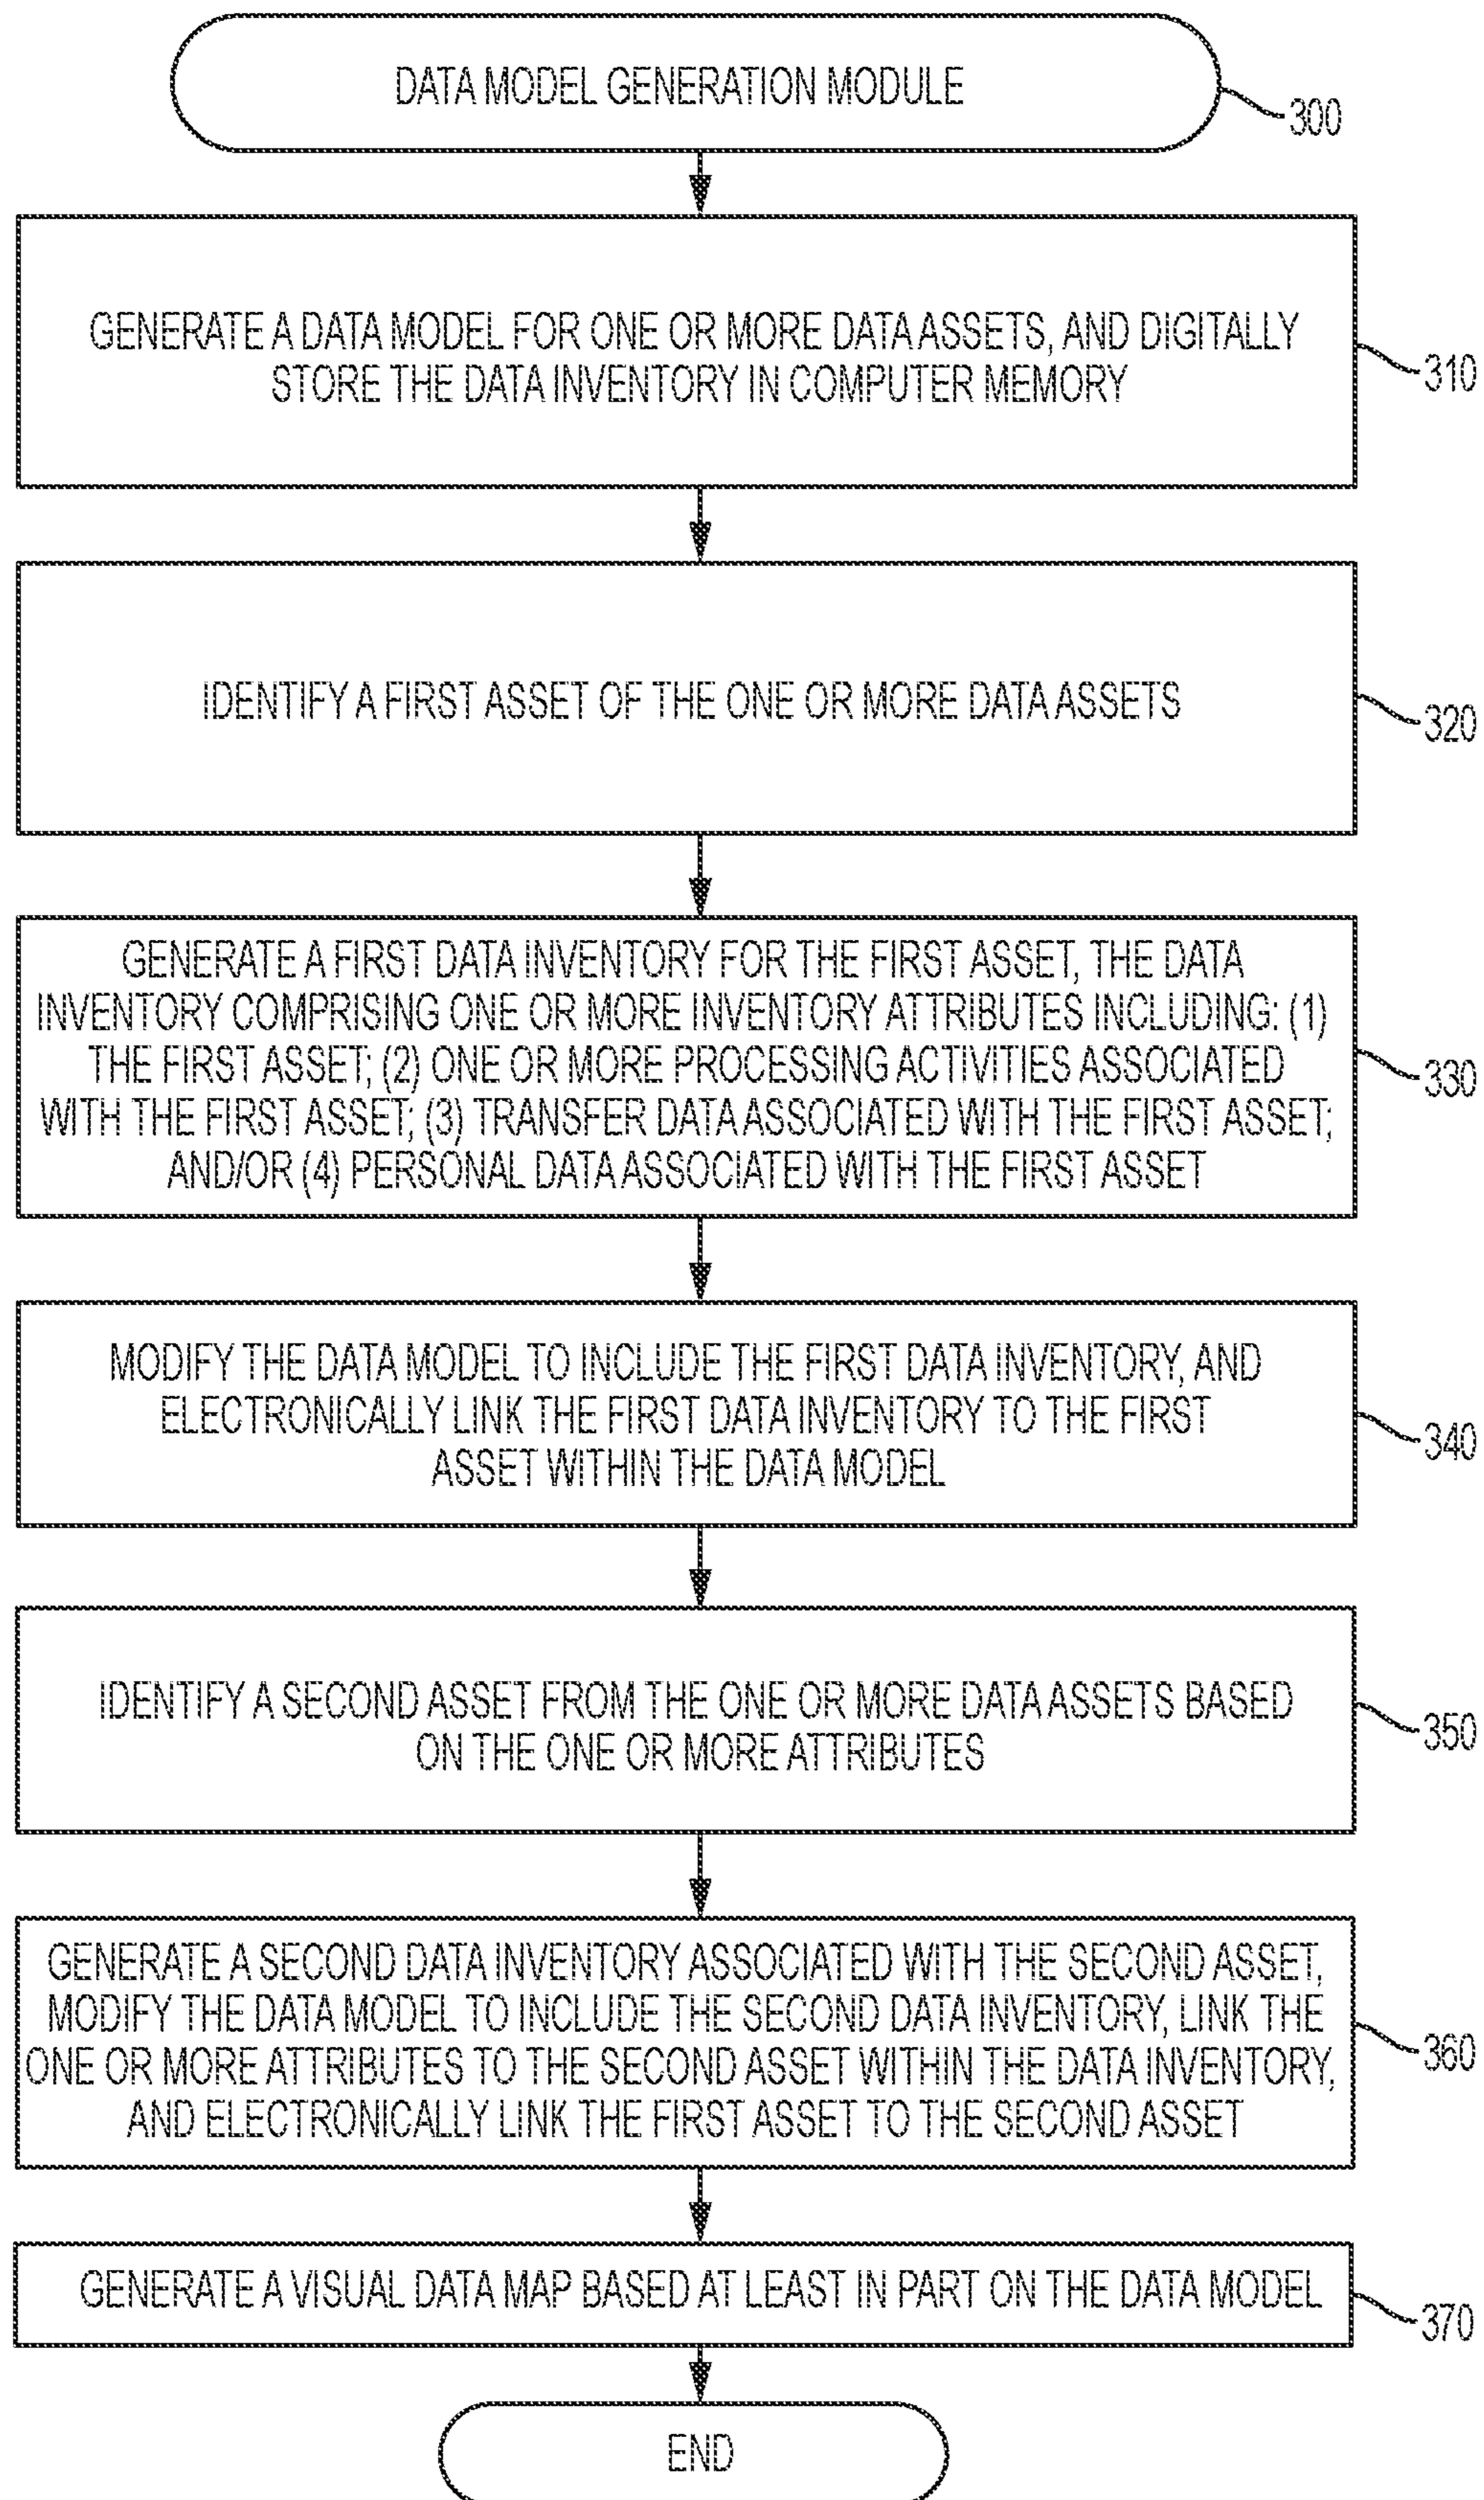 DATA MODEL GENERATION MODULE
300
GENERATE A DATA MODEL FOR ONE OR MORE DATA ASSETS, AND DIGITALLY
STORE THE DATA INVENTORY IN COMPUTER MEMORY
310
IDENTIFY A FIRST ASSET OF THE ONE OR MORE DATA ASSETS
320
GENERATE A FIRST DATA INVENTORY FOR THE FIRST ASSET, THE DATA
INVENTORY COMPRISING ONE OR MORE INVENTORY ATTRIBUTES INCLUDING: (1)
THE FIRST ASSET; (2) ONE OR MORE PROCESSING ACTIVITIES ASSOCIATED
WITH THE FIRST ASSET; (3) TRANSFER DATA ASSOCIATED WITH THE FIRST ASSET;
AND/OR (4) PERSONAL DATA ASSOCIATED WITH THE FIRST ASSET
330
MODIFY THE DATA MODEL TO INCLUDE THE FIRST DATA INVENTORY, AND
ELECTRONICALLY LINK THE FIRST DATA INVENTORY TO THE FIRST
ASSET WITHIN THE DATA MODEL
340
IDENTIFY A SECOND ASSET FROM THE ONE OR MORE DATA ASSETS BASED
ON THE ONE OR MORE ATTRIBUTES
350
GENERATE A SECOND DATA INVENTORY ASSOCIATED WITH THE SECOND ASSET,
MODIFY THE DATA MODEL TO INCLUDE THE SECOND DATA INVENTORY, LINK THE
ONE OR MORE ATTRIBUTES TO THE SECOND ASSET WITHIN THE DATA INVENTORY,
AND ELECTRONICALLY LINK THE FIRST ASSET TO THE SECOND ASSET
360
GENERATE A VISUAL DATA MAP BASED AT LEAST IN PART ON THE DATA MODEL
370
END